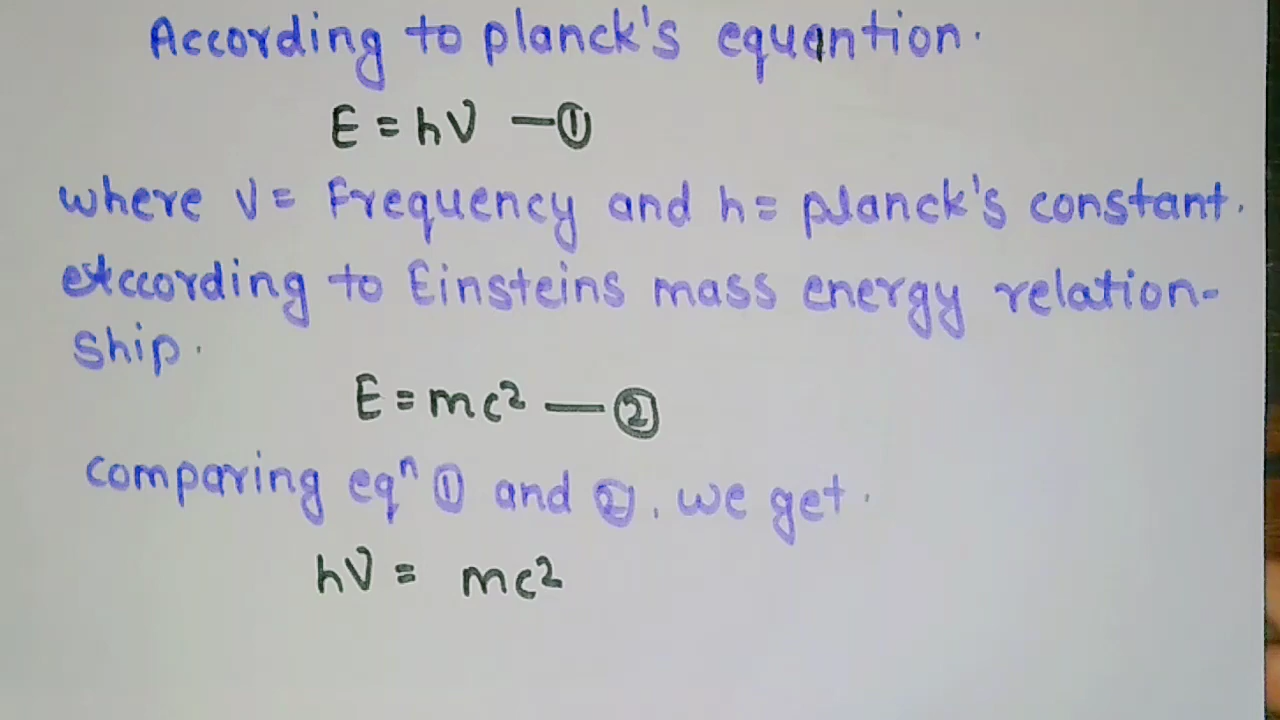 According to planck's equantion.
E = hν —①
where ν = Frequency and h = planck's constant.
According to Einsteins mass energy relation-
ship.
E = mc² —②
comparing eqⁿ ① and ②, we get.
hν = mc²